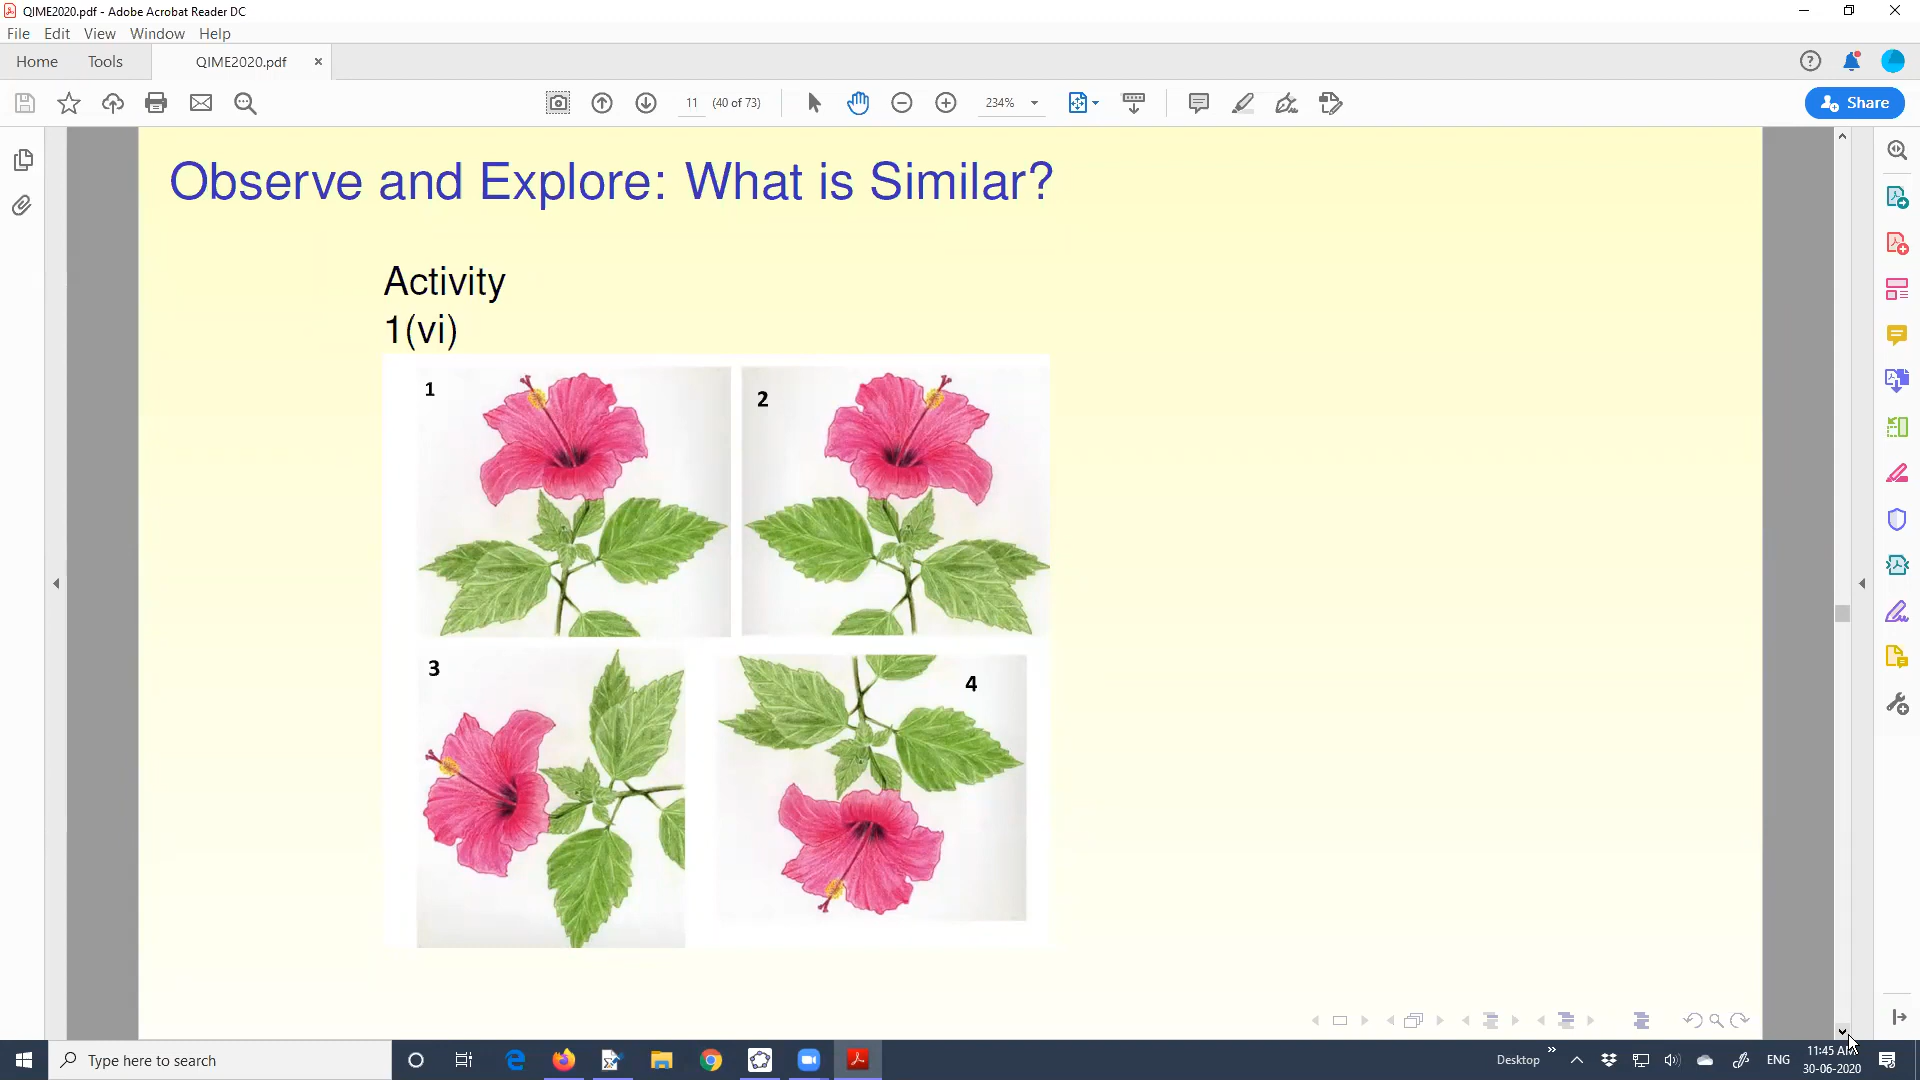 QIME2020.pdf - Adobe Acrobat Reader DC
File Edit View Window Help
Home Tools QIME2020.pdf
11 (40 of 73) 234% Share
Observe and Explore: What is Similar?
Activity
1(vi)
1
2
3
4
Type here to search
Desktop
ENG
11:45 AM
30-06-2020